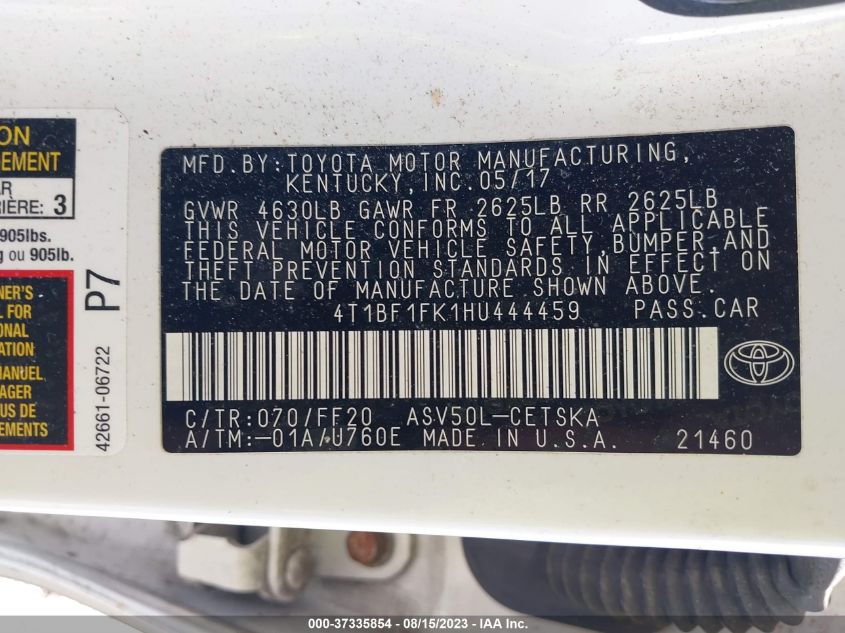 ON
GEMENT
AR
RIÈRE: 3
905lbs.
g ou 905lb.
NER'S
L FOR
ONAL
ATION
MANUEL
AGER
US DE
EMENTS
P7
42661-06722
MFD.BY:TOYOTA MOTOR MANUFACTURING,
KENTUCKY, INC.05/17
GVWR 4630LB GAWR FR 2625LB RR 2625LB
THIS VEHICLE CONFORMS TO ALL APPLICABLE
FEDERAL MOTOR VEHICLE SAFETY, BUMPER AND
THEFT PREVENTION STANDARDS IN EFFECT ON
THE DATE OF MANUFACTURE SHOWN ABOVE.
4T1BF1FK1HU444459 PASS.CAR
C/TR:070/FF20 ASV50L-CETSKA
A/TM:-01A/U760E MADE IN U.S.A. 21460
000-37335854 - 08/15/2023 - IAA Inc.